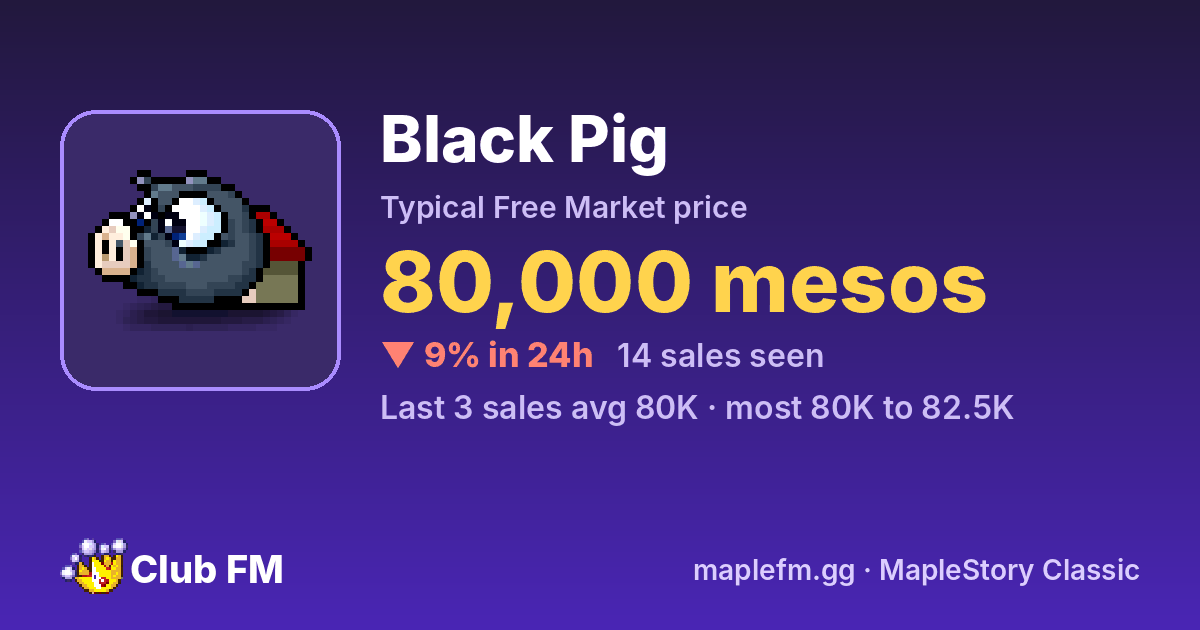 Black Pig
Typical Free Market price
80,000 mesos
▼ 9% in 24h 14 sales seen
Last 3 sales avg 80K · most 80K to 82.5K
Club FM
maplefm.gg · MapleStory Classic